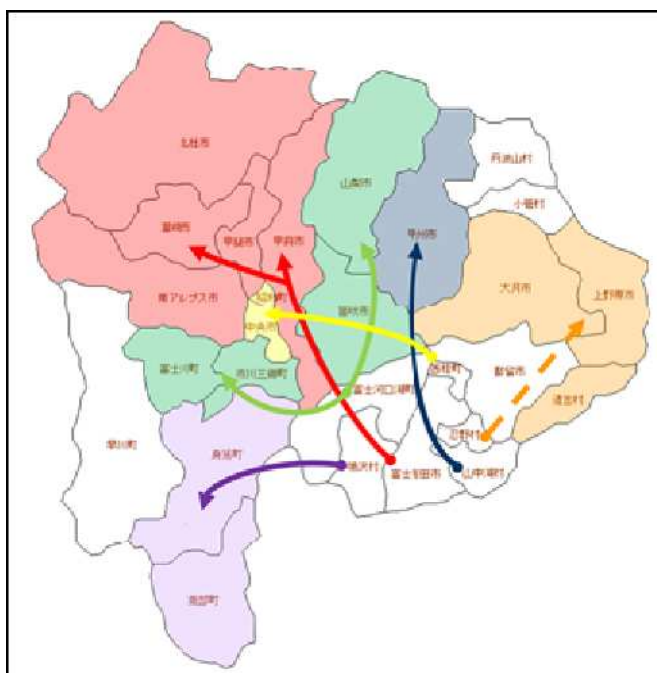 北杜市
丹波山村
山梨市
小菅村
韮崎市
甲斐市
甲府市
甲州市
大月市
上野原市
南アルプス市
昭和町
笛吹市
中央市
富士川町
市川三郷町
西桂町
都留市
富士河口湖町
道志村
早川町
忍野村
身延町
鳴沢村
富士吉田市
山中湖村
南部町